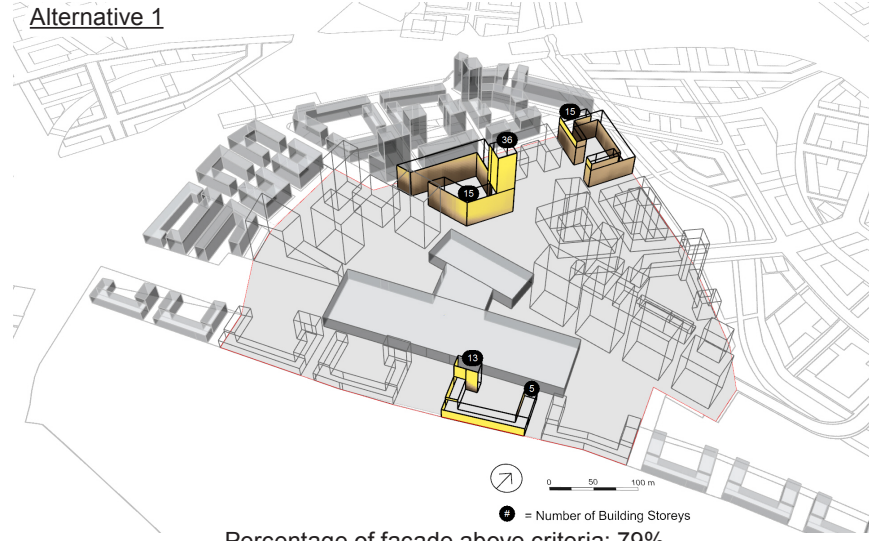 Alternative 1
15
36
15
13
5
0 50 100 m
# = Number of Building Storeys
Percentage of façade above criteria: 79%